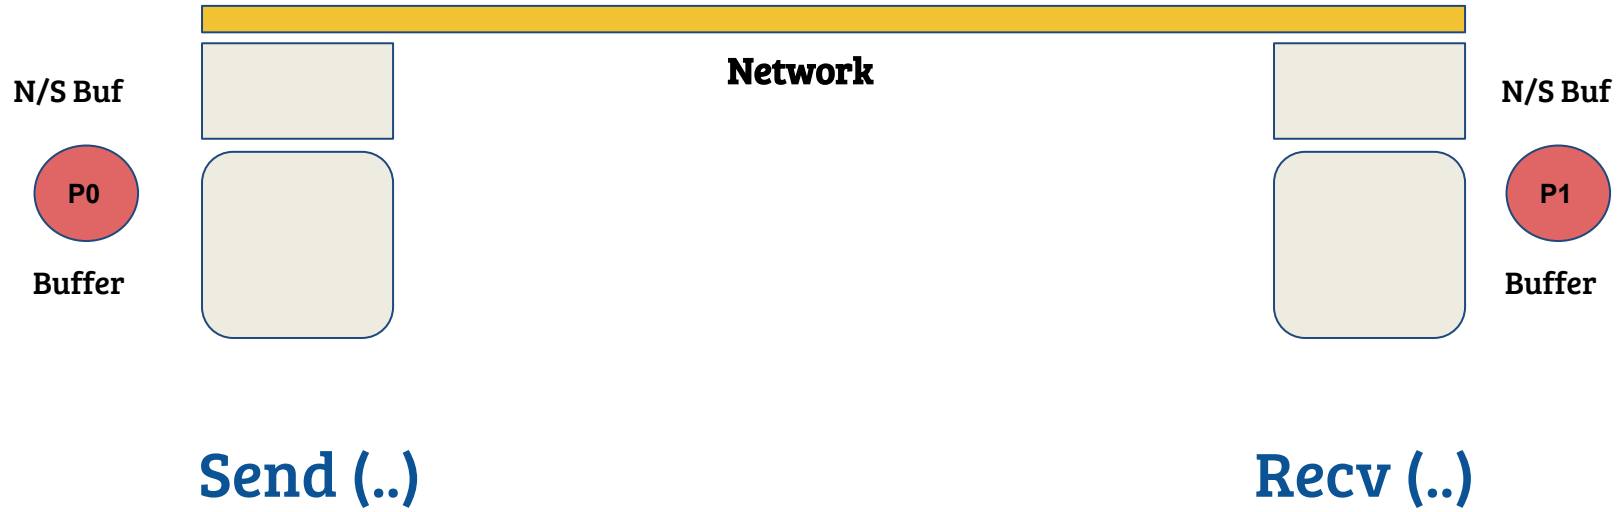 Network
N/S Buf
N/S Buf
P0
P1
Buffer
Buffer
Send (..)
Recv (..)